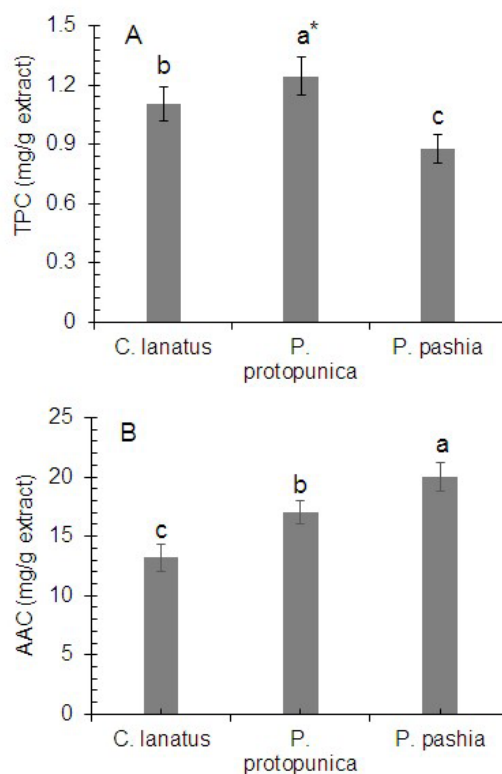 A
TPC (mg/g extract)
1.5
1.2
0.9
0.6
0.3
0
b
a*
c
C. lanatus
P.
protopunica
P. pashia
B
AAC (mg/g extract)
25
20
15
10
5
0
c
b
a
C. lanatus
P.
protopunica
P. pashia